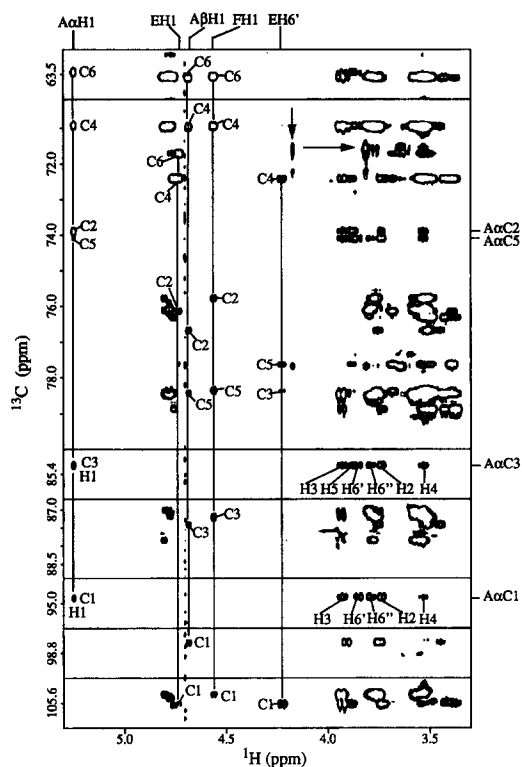 AαH1 EH1 AβH1 FH1 EH6'
63.5 C6 C6 C6
C4 C4 C4
72.0 C6 C4 C4
74.0 C2 C5 AαC2 AαC5
76.0 C2 C2 C2
¹³C (ppm)
78.0 C5 C5 C5 C3
85.4 C3 H1 AαC3
H3 H5 H6' H6" H2 H4
87.0 C3 C3
88.5
95.0 C1 H1 AαC1
H3 H6' H6" H2 H4
98.8 C1
105.6 C1 C1 C1
5.0 4.5 4.0 3.5
¹H (ppm)